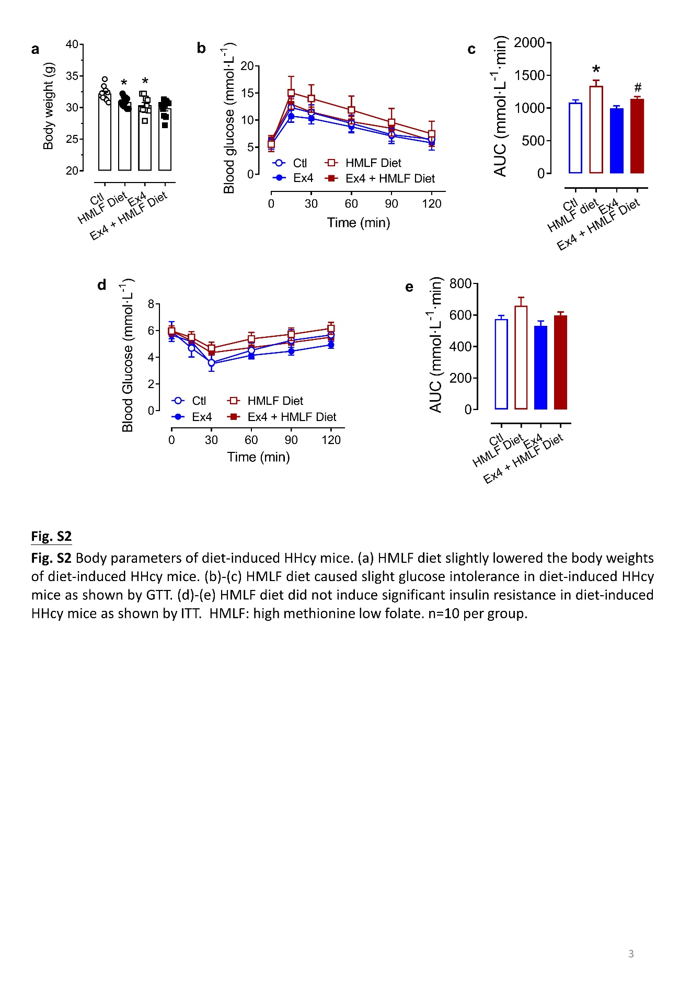 a
Body weight (g)
40
35
30
25
20
* *
Ctl
HMLF Diet
Ex4
Ex4 + HMLF Diet
b
Blood glucose (mmol·L⁻¹)
20
15
10
5
0
Ctl
HMLF Diet
Ex4
Ex4 + HMLF Diet
0 30 60 90 120
Time (min)
c
AUC (mmol·L⁻¹·min)
2000
1500
1000
500
0
*
#
Ctl
HMLF diet
Ex4
Ex4 + HMLF Diet
d
Blood Glucose (mmol·L⁻¹)
8
6
4
2
0
Ctl
HMLF Diet
Ex4
Ex4 + HMLF Diet
0 30 60 90 120
Time (min)
e
AUC (mmol·L⁻¹·min)
800
600
400
200
0
Ctl
HMLF Diet
Ex4
Ex4 + HMLF Diet
Fig. S2
Fig. S2 Body parameters of diet-induced HHcy mice. (a) HMLF diet slightly lowered the body weights
of diet-induced HHcy mice. (b)-(c) HMLF diet caused slight glucose intolerance in diet-induced HHcy
mice as shown by GTT. (d)-(e) HMLF diet did not induce significant insulin resistance in diet-induced
HHcy mice as shown by ITT.  HMLF: high methionine low folate. n=10 per group.
3